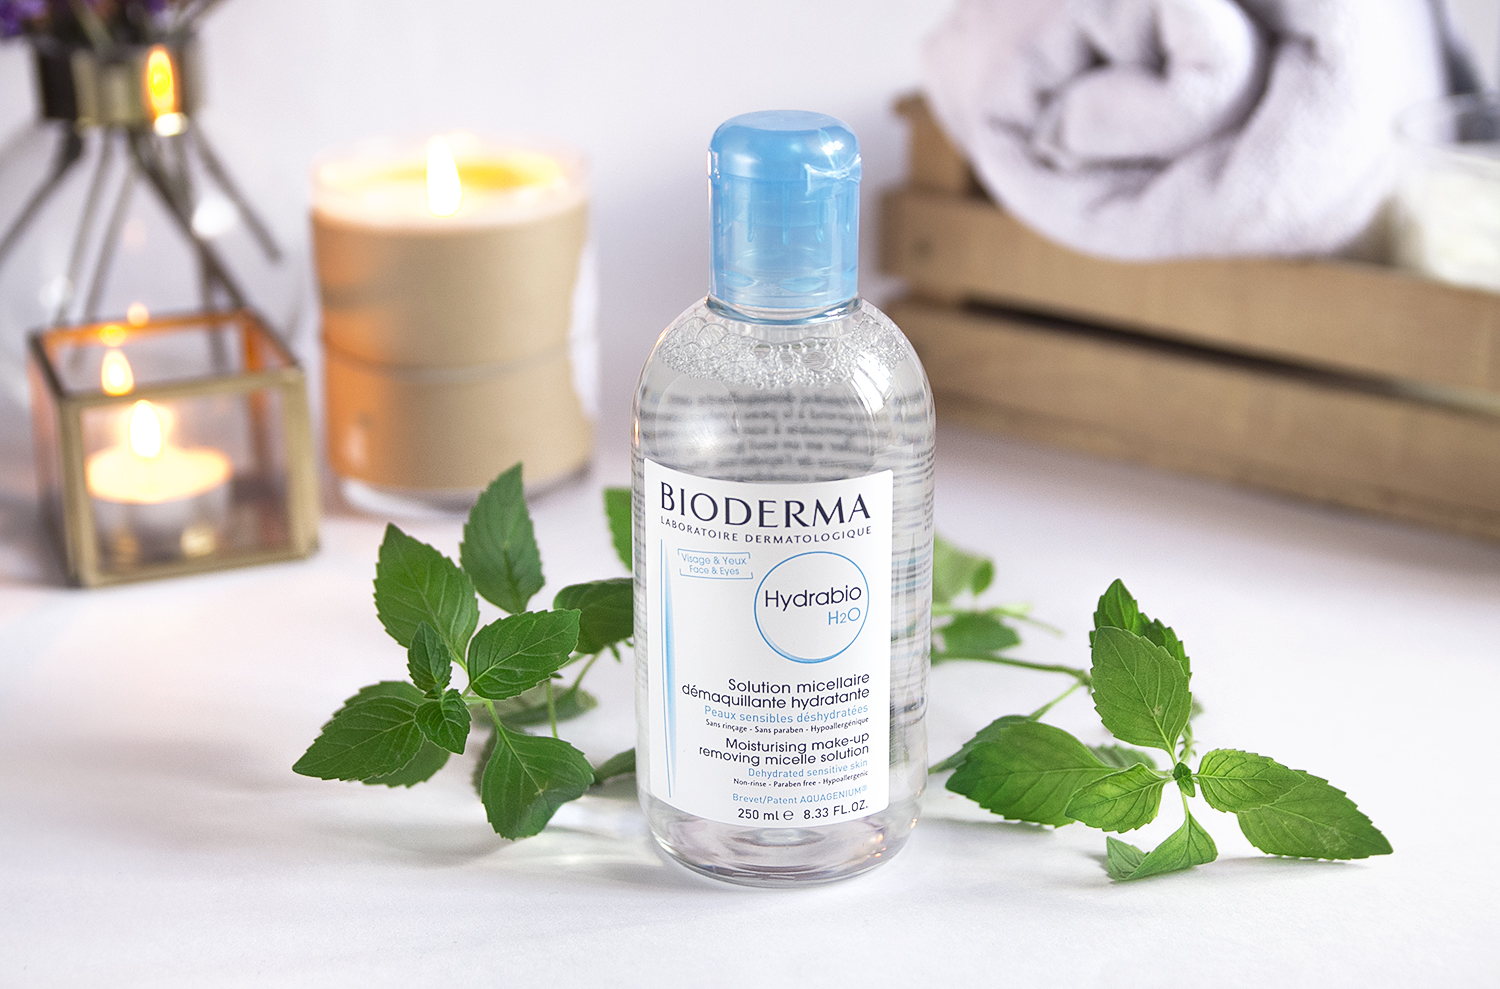 BIODERMA
LABORATOIRE DERMATOLOGIQUE
Visage & Yeux
Face & Eyes
Hydrabio
H2O
Solution micellaire
démaquillante hydratante
Peaux sensibles déshydratées
Sans rinçage - Sans paraben - Hypoallergénique
Moisturising make-up
removing micelle solution
Dehydrated sensitive skin
Non-rinse - Paraben free - Hypoallergenic
Brevet/Patent AQUAGENIUM®
250 ml ℮ 8.33 FL.OZ.